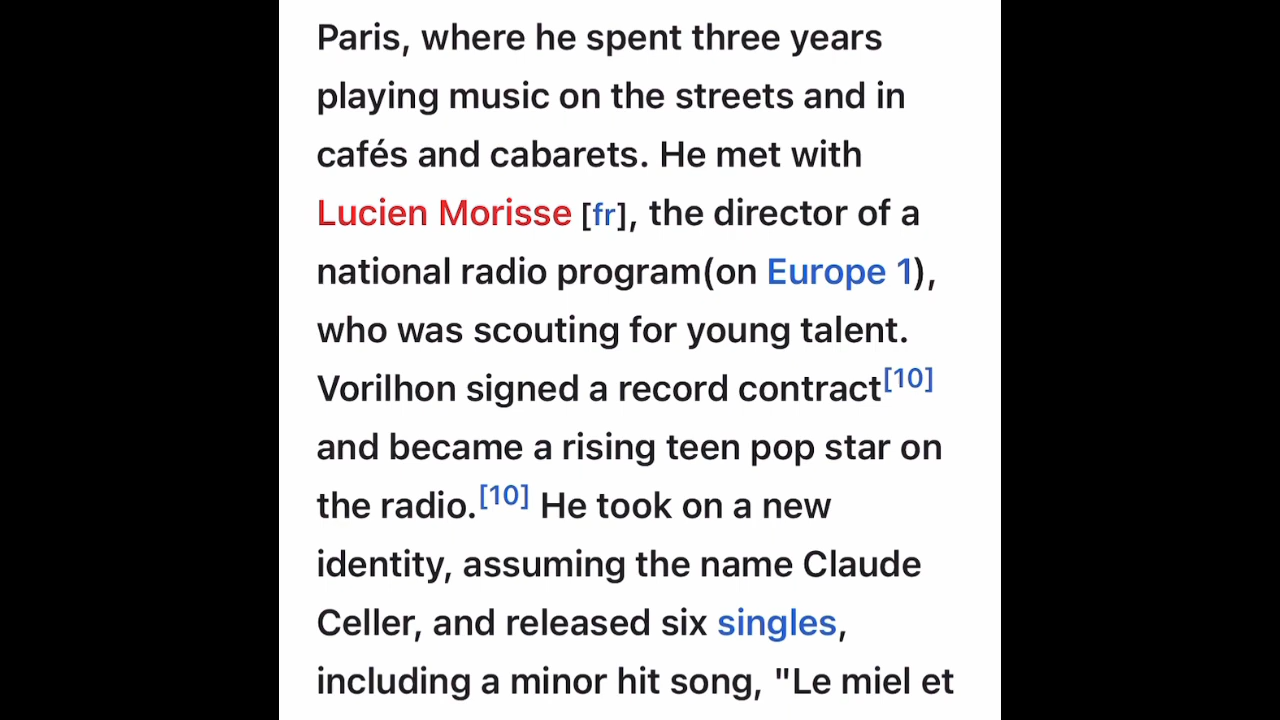 Paris, where he spent three years
playing music on the streets and in
cafés and cabarets. He met with
Lucien Morisse [fr], the director of a
national radio program(on Europe 1),
who was scouting for young talent.
Vorilhon signed a record contract[10]
and became a rising teen pop star on
the radio.[10] He took on a new
identity, assuming the name Claude
Celler, and released six singles,
including a minor hit song, "Le miel et